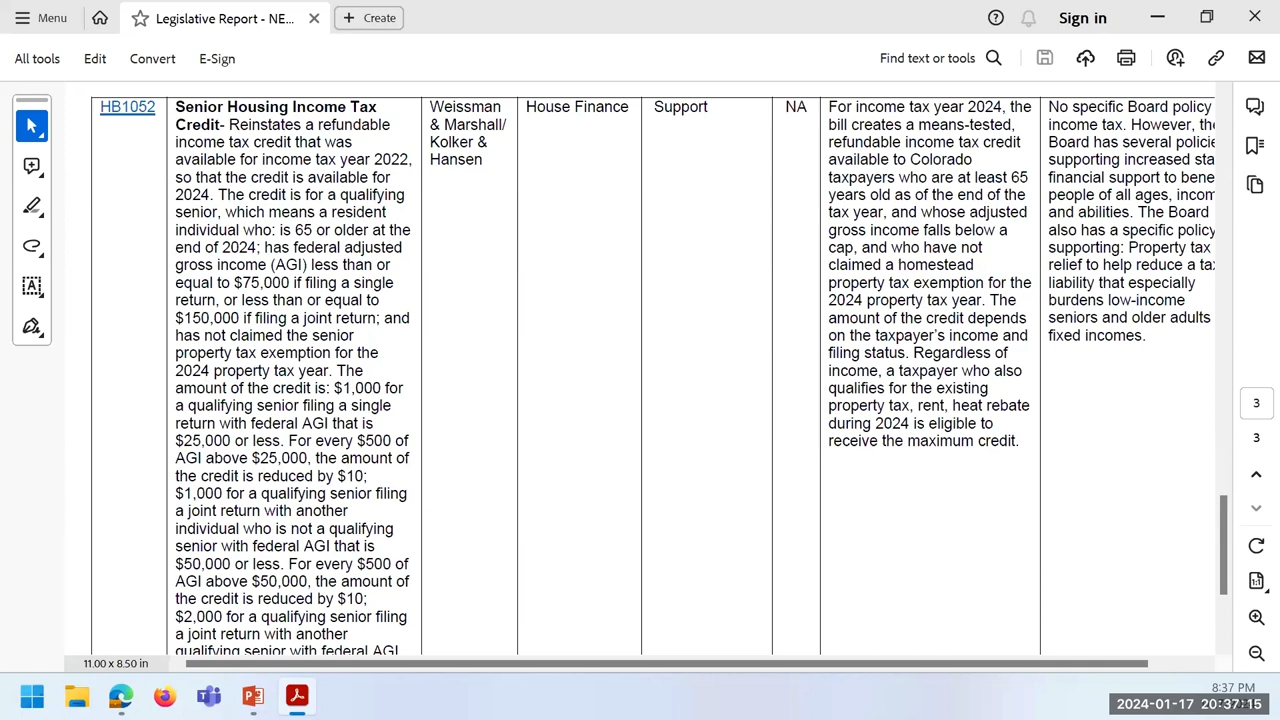 Menu
Legislative Report - NE...
Create
Sign in
All tools
Edit
Convert
E-Sign
Find text or tools
HB1052
Senior Housing Income Tax
Credit- Reinstates a refundable
income tax credit that was
available for income tax year 2022,
so that the credit is available for
2024. The credit is for a qualifying
senior, which means a resident
individual who: is 65 or older at the
end of 2024; has federal adjusted
gross income (AGI) less than or
equal to $75,000 if filing a single
return, or less than or equal to
$150,000 if filing a joint return; and
has not claimed the senior
property tax exemption for the
2024 property tax year. The
amount of the credit is: $1,000 for
a qualifying senior filing a single
return with federal AGI that is
$25,000 or less. For every $500 of
AGI above $25,000, the amount of
the credit is reduced by $10;
$1,000 for a qualifying senior filing
a joint return with another
individual who is not a qualifying
senior with federal AGI that is
$50,000 or less. For every $500 of
AGI above $50,000, the amount of
the credit is reduced by $10;
$2,000 for a qualifying senior filing
a joint return with another
qualifying senior with federal AGI
Weissman
& Marshall/
Kolker &
Hansen
House Finance
Support
NA
For income tax year 2024, the
bill creates a means-tested,
refundable income tax credit
available to Colorado
taxpayers who are at least 65
years old as of the end of the
tax year, and whose adjusted
gross income falls below a
cap, and who have not
claimed a homestead
property tax exemption for the
2024 property tax year. The
amount of the credit depends
on the taxpayer's income and
filing status. Regardless of
income, a taxpayer who also
qualifies for the existing
property tax, rent, heat rebate
during 2024 is eligible to
receive the maximum credit.
No specific Board policy
income tax. However, the
Board has several policie
supporting increased sta
financial support to bene
people of all ages, incom
and abilities. The Board
also has a specific policy
supporting: Property tax
relief to help reduce a tax
liability that especially
burdens low-income
seniors and older adults
fixed incomes.
3
3
1:1
11.00 x 8.50 in
8:37 PM
2024-01-17 20:37:15